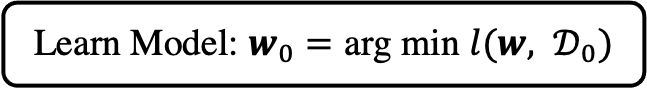 Learn Model: 𝒘₀ = arg min 𝑙(𝒘, 𝒟₀)